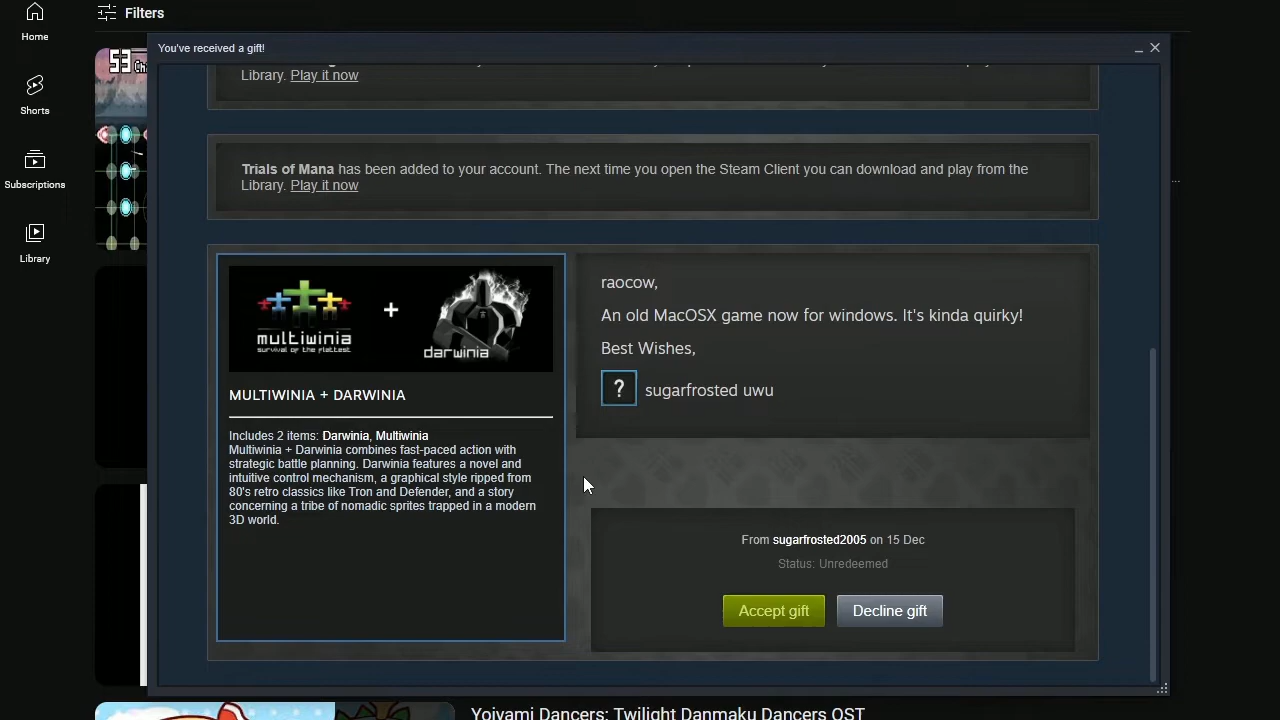 Filters
Home
You've received a gift!
Library. Play it now
Shorts
Subscriptions
Library
Trials of Mana has been added to your account. The next time you open the Steam Client you can download and play from the
Library. Play it now
multiwinia
survival of the flattest
+
darwinia
MULTIWINIA + DARWINIA
Includes 2 items: Darwinia, Multiwinia
Multiwinia + Darwinia combines fast-paced action with
strategic battle planning. Darwinia features a novel and
intuitive control mechanism, a graphical style ripped from
80's retro classics like Tron and Defender, and a story
concerning a tribe of nomadic sprites trapped in a modern
3D world.
raocow,
An old MacOSX game now for windows. It's kinda quirky!
Best Wishes,
? sugarfrosted uwu
From sugarfrosted2005 on 15 Dec
Status: Unredeemed
Accept gift
Decline gift
Yoiyami Dancers: Twilight Danmaku Dancers OST